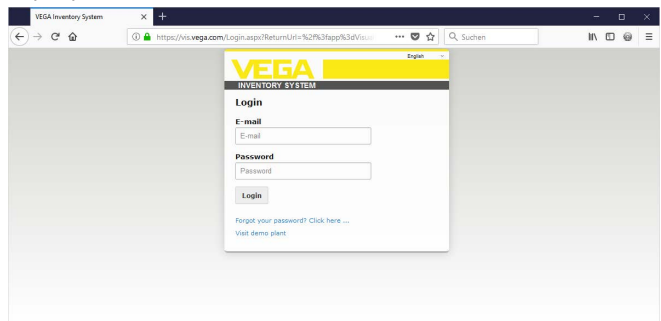 VEGA Inventory System
https://vis.vega.com/Login.aspx?ReturnUrl=%2f%3fapp%3dVisua
Suchen
English
VEGA
INVENTORY SYSTEM
Login
E-mail
E-mail
Password
Password
Login
Forgot your password? Click here ...
Visit demo plant